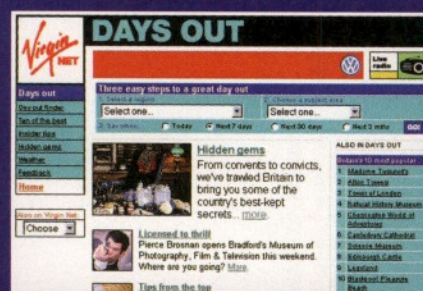 Virgin
NET
DAYS OUT
Live
radio
Days out
Day out finder
Ten of the best
Insider tips
Hidden gems
Weather
Feedback
Home
Also on Virgin Net
Choose
Three easy steps to a great day out
1. Select a region
2. Choose a subject area
Select one...
Select one...
3. Say when:
Today
Next 7 days
Next 30 days
Next 3 mths
GO!
Hidden gems
From convents to convicts,
we've trawled Britain to
bring you some of the
country's best-kept
secrets... more.
Licensed to thrill
Pierce Brosnan opens Bradford's Museum of
Photography, Film & Television this weekend.
Where are you going? More.
Tips from the top
ALSO IN DAYS OUT
Britain's 10 most popular
1 Madame Tussaud's
2 Alton Towers
3 Tower of London
4 Natural History Museum
5 Chessington World of
Adventures
6 Canterbury Cathedral
7 Science Museum
8 Edinburgh Castle
9 Legoland
10 Blackpool Pleasure
Beach